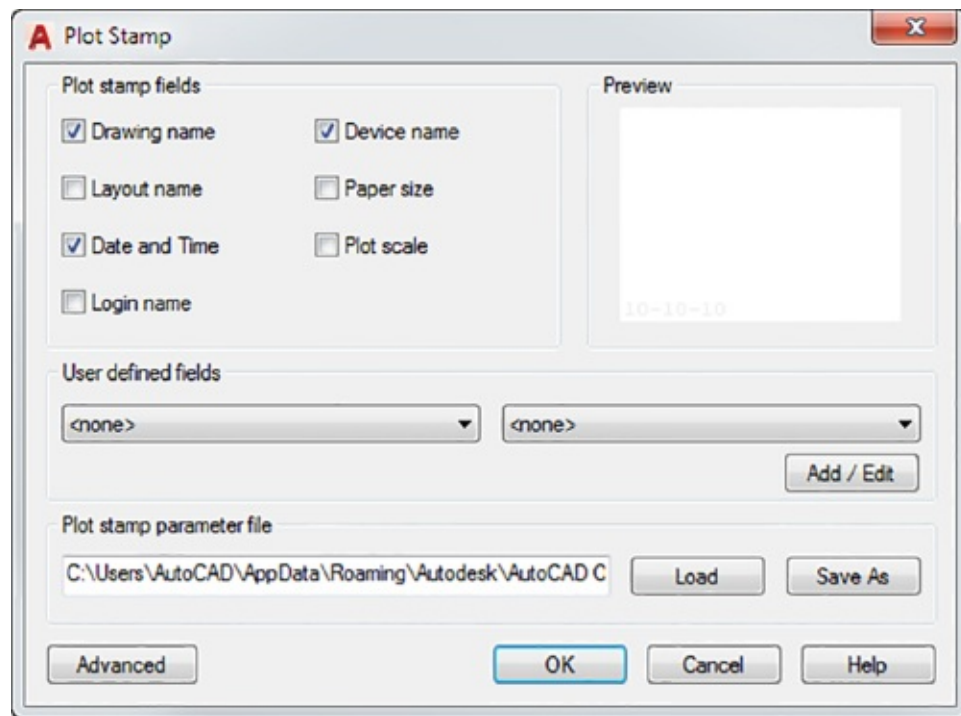 Plot Stamp
Plot stamp fields
Drawing name
Device name
Layout name
Paper size
Date and Time
Plot scale
Login name
Preview
10-10-10
User defined fields
<none>
<none>
Add / Edit
Plot stamp parameter file
C:\Users\AutoCAD\AppData\Roaming\Autodesk\AutoCAD C
Load
Save As
Advanced
OK
Cancel
Help